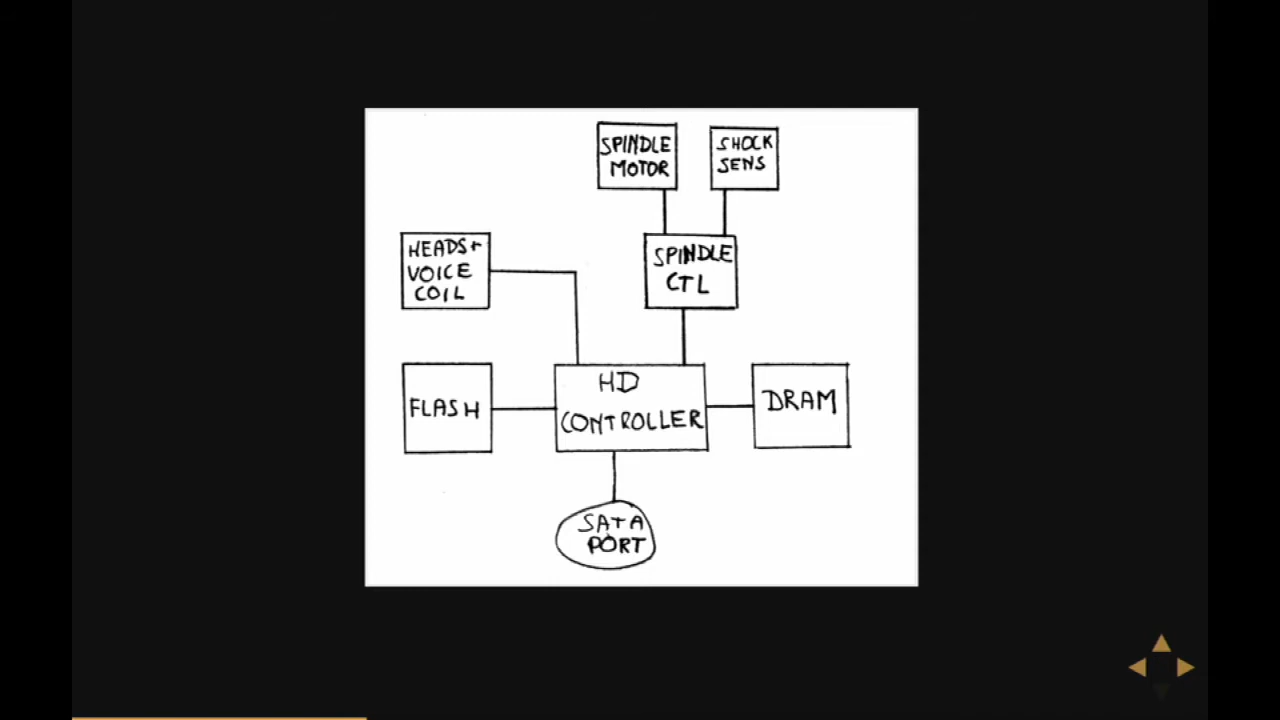 SPINDLE
MOTOR
SHOCK
SENS
HEADS+
VOICE
COIL
SPINDLE
CTL
FLASH
HD
CONTROLLER
DRAM
SATA
PORT